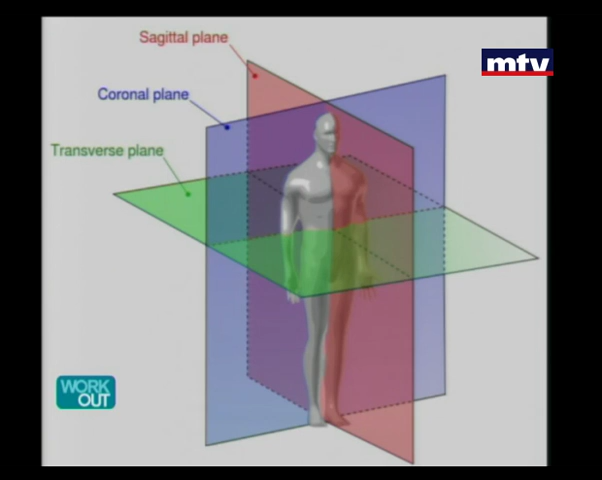 Sagittal plane
mtv
Coronal plane
Transverse plane
WORK
OUT